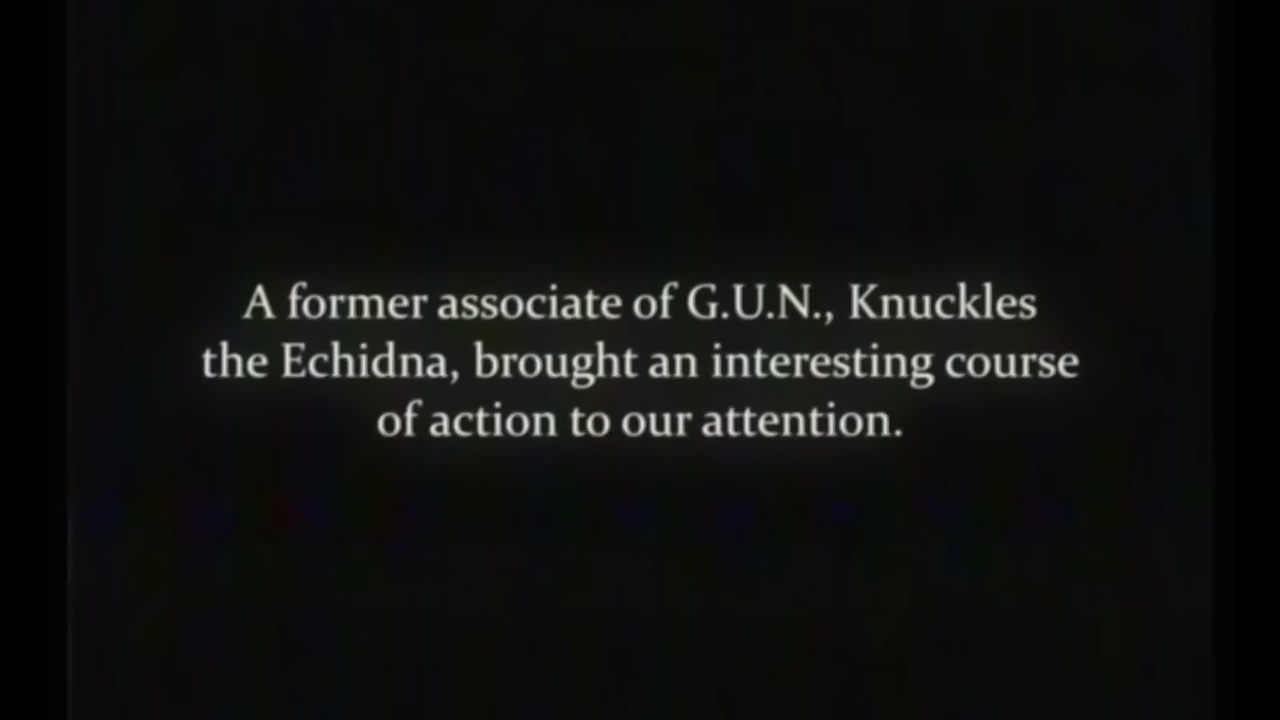 A former associate of G.U.N., Knuckles
the Echidna, brought an interesting course
of action to our attention.